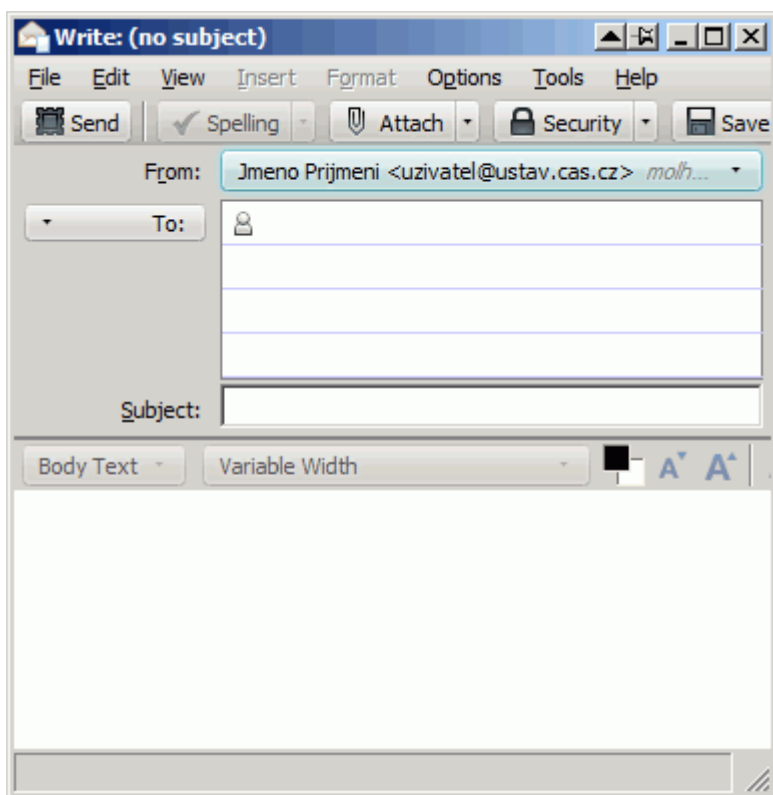 Write: (no subject)
File Edit View Insert Format Options Tools Help
Send Spelling Attach Security Save
From: Jmeno Prijmeni <uzivatel@ustav.cas.cz> molh...
To:
Subject:
Body Text Variable Width A A